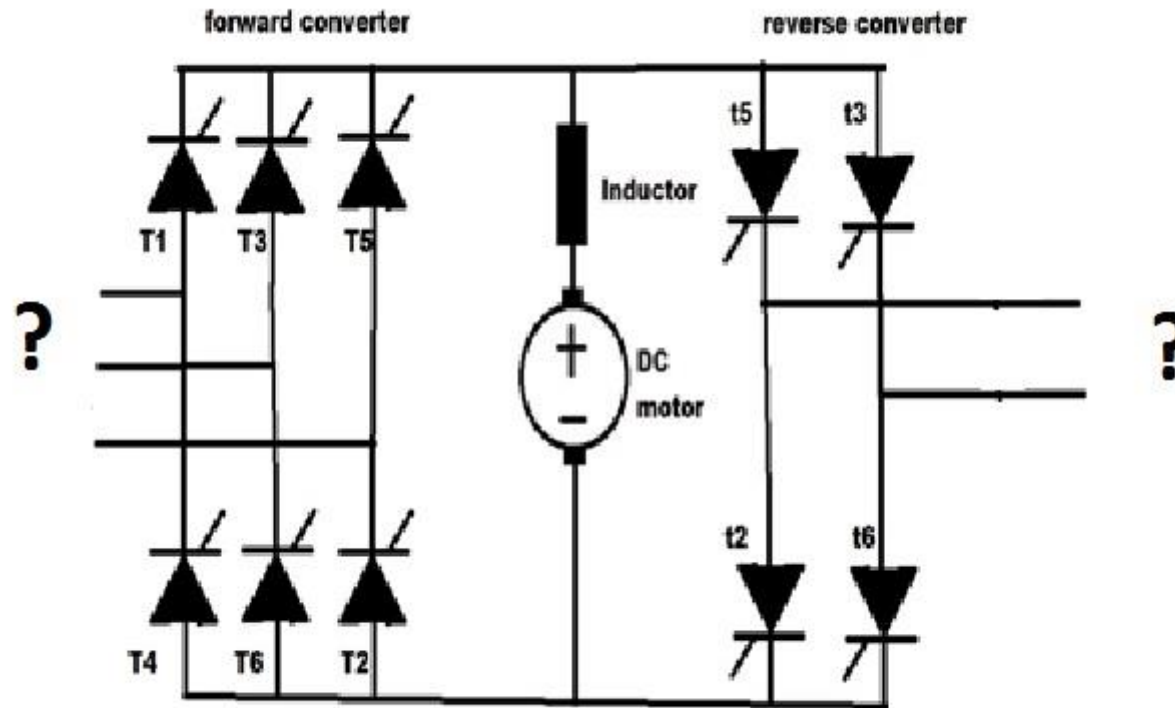 forward converter
reverse converter
t5
t3
Inductor
T1
T3
T5
?
?
+
DC
−
motor
t2
t6
T4
T6
T2